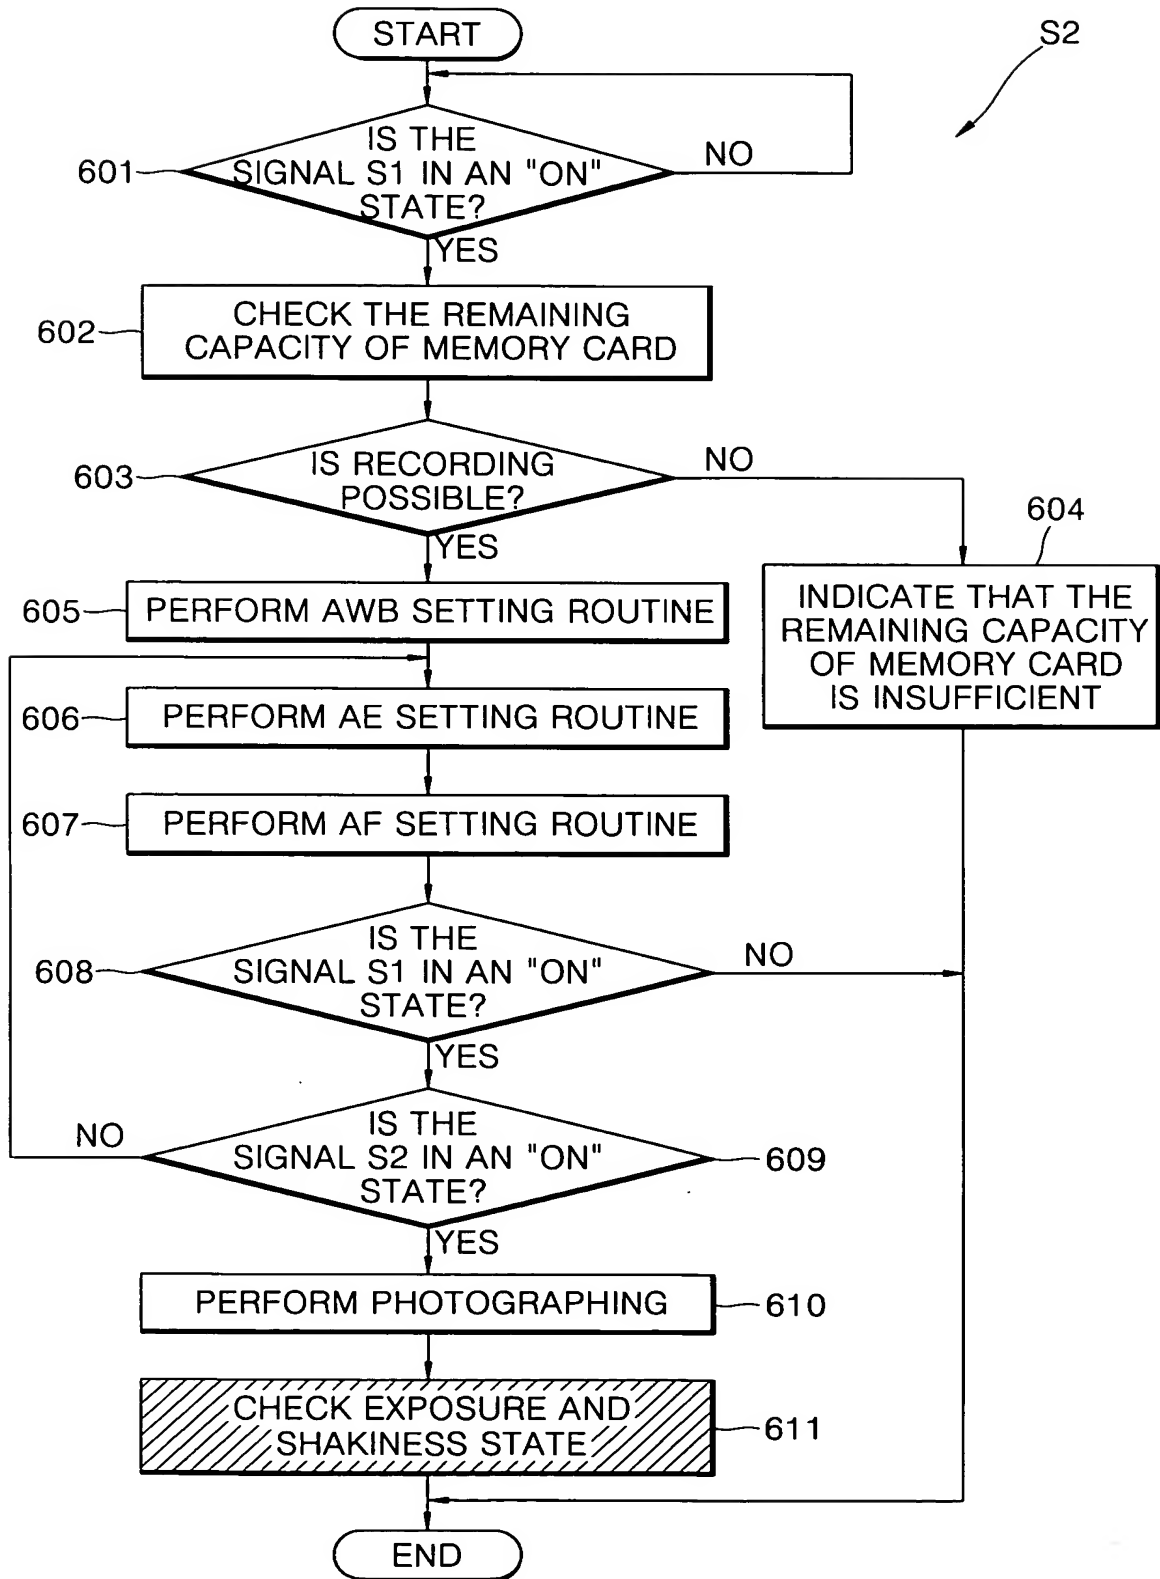 START
S2
IS THE
SIGNAL S1 IN AN "ON"
STATE?
601
NO
YES
CHECK THE REMAINING
CAPACITY OF MEMORY CARD
602
IS RECORDING
POSSIBLE?
603
NO
YES
604
INDICATE THAT THE
REMAINING CAPACITY
OF MEMORY CARD
IS INSUFFICIENT
605
PERFORM AWB SETTING ROUTINE
606
PERFORM AE SETTING ROUTINE
607
PERFORM AF SETTING ROUTINE
IS THE
SIGNAL S1 IN AN "ON"
STATE?
608
NO
YES
IS THE
SIGNAL S2 IN AN "ON"
STATE?
NO
609
YES
PERFORM PHOTOGRAPHING
610
CHECK EXPOSURE AND
SHAKINESS STATE
611
END